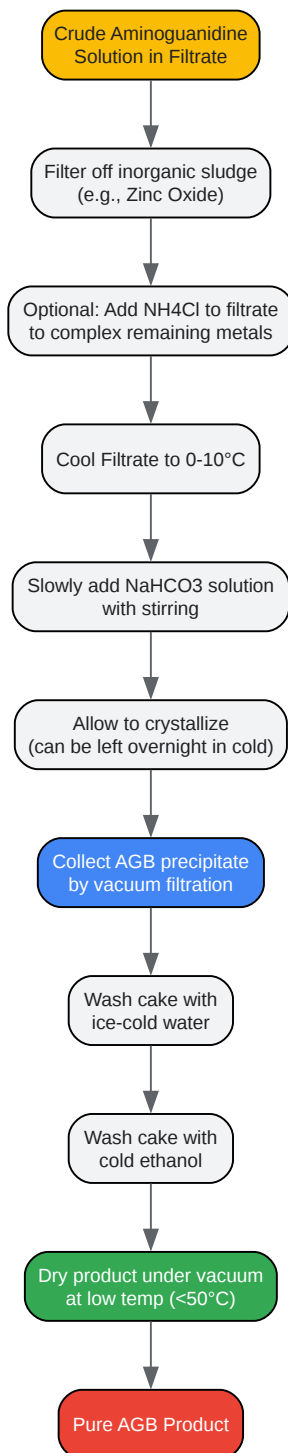 Crude Aminoguanidine
Solution in Filtrate
Filter off inorganic sludge
(e.g., Zinc Oxide)
Optional: Add NH4Cl to filtrate
to complex remaining metals
Cool Filtrate to 0-10°C
Slowly add NaHCO3 solution
with stirring
Allow to crystallize
(can be left overnight in cold)
Collect AGB precipitate
by vacuum filtration
Wash cake with
ice-cold water
Wash cake with
cold ethanol
Dry product under vacuum
at low temp (<50°C)
Pure AGB Product